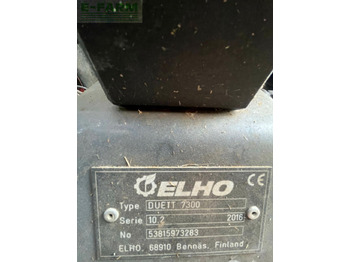 E-FARM
ELHO CE
Type DUETT 7300
Serie 10.2 2016
No 53815973283
ELHO, 68910 Bennäs, Finland